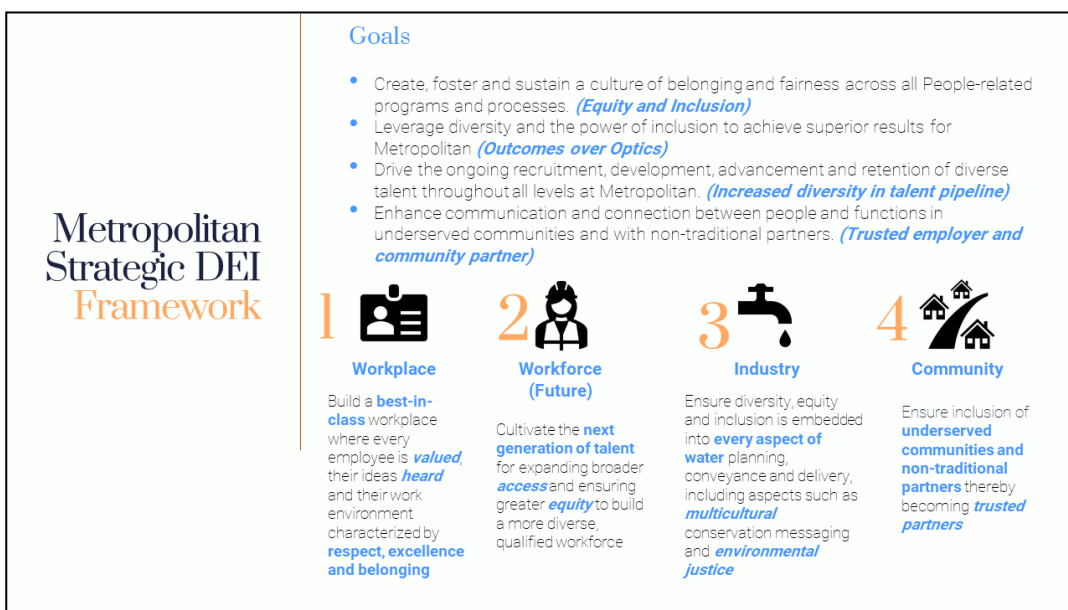 Metropolitan
Strategic DEI
Framework
Goals
• Create, foster and sustain a culture of belonging and fairness across all People-related
programs and processes. (Equity and Inclusion)
• Leverage diversity and the power of inclusion to achieve superior results for
Metropolitan (Outcomes over Optics)
• Drive the ongoing recruitment, development, advancement and retention of diverse
talent throughout all levels at Metropolitan. (Increased diversity in talent pipeline)
• Enhance communication and connection between people and functions in
underserved communities and with non-traditional partners. (Trusted employer and
community partner)
1
Workplace
Build a best-in-
class workplace
where every
employee is valued,
their ideas heard
and their work
environment
characterized by
respect, excellence
and belonging
2
Workforce
(Future)
Cultivate the next
generation of talent
for expanding broader
access and ensuring
greater equity to build
a more diverse,
qualified workforce
3
Industry
Ensure diversity, equity
and inclusion is embedded
into every aspect of
water planning,
conveyance and delivery,
including aspects such as
multicultural
conservation messaging
and environmental
justice
4
Community
Ensure inclusion of
underserved
communities and
non-traditional
partners thereby
becoming trusted
partners